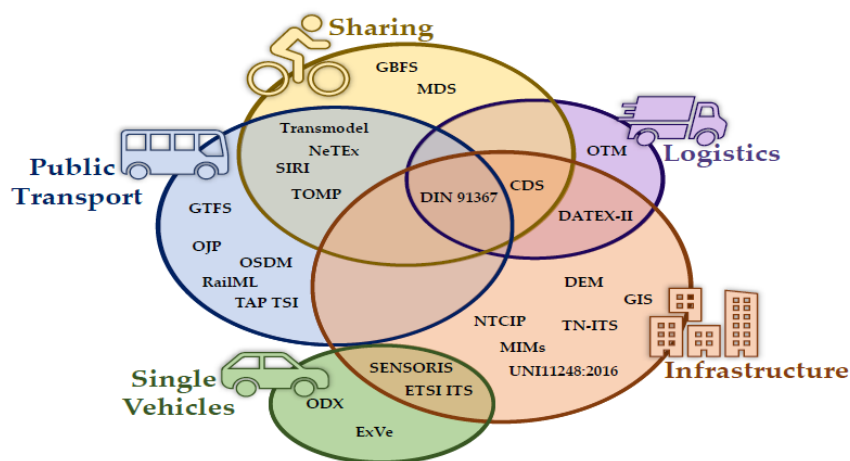 Sharing
GBFS
MDS
Transmodel
NeTEx
SIRI
TOMP
Public
Transport
GTFS
OJP
OSDM
RailML
TAP TSI
DIN 91367
CDS
OTM
Logistics
DATEX-II
DEM
GIS
NTCIP
TN-ITS
MIMs
UNI11248:2016
Infrastructure
Single
Vehicles
SENSORIS
ETSI ITS
ODX
ExVe